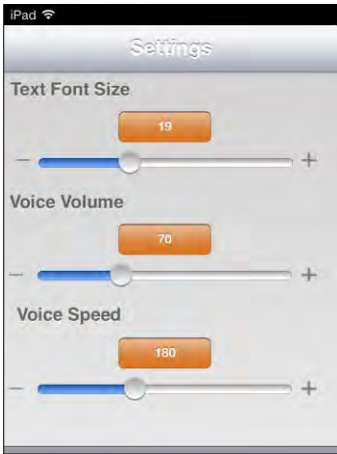 iPad
Settings
Text Font Size
19
− +
Voice Volume
70
− +
Voice Speed
180
− +